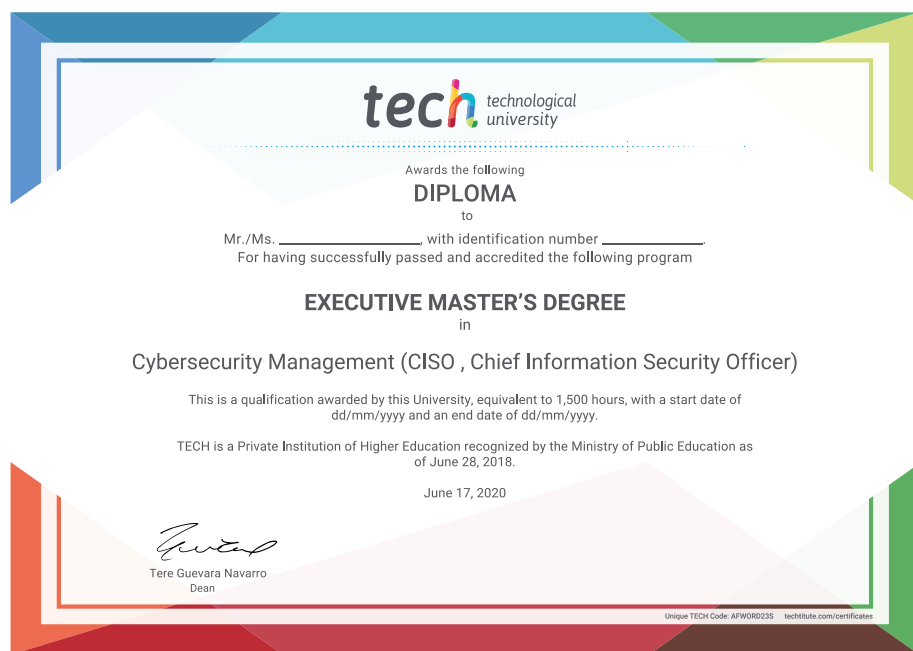 tech technological
university
Awards the following
DIPLOMA
to
Mr./Ms. ____________, with identification number ____________.
For having successfully passed and accredited the following program
EXECUTIVE MASTER'S DEGREE
in
Cybersecurity Management (CISO , Chief Information Security Officer)
This is a qualification awarded by this University, equivalent to 1,500 hours, with a start date of
dd/mm/yyyy and an end date of dd/mm/yyyy.
TECH is a Private Institution of Higher Education recognized by the Ministry of Public Education as
of June 28, 2018.
June 17, 2020
Tere Guevara Navarro
Dean
Unique TECH Code: AFWORD23S techtitute.com/certificates